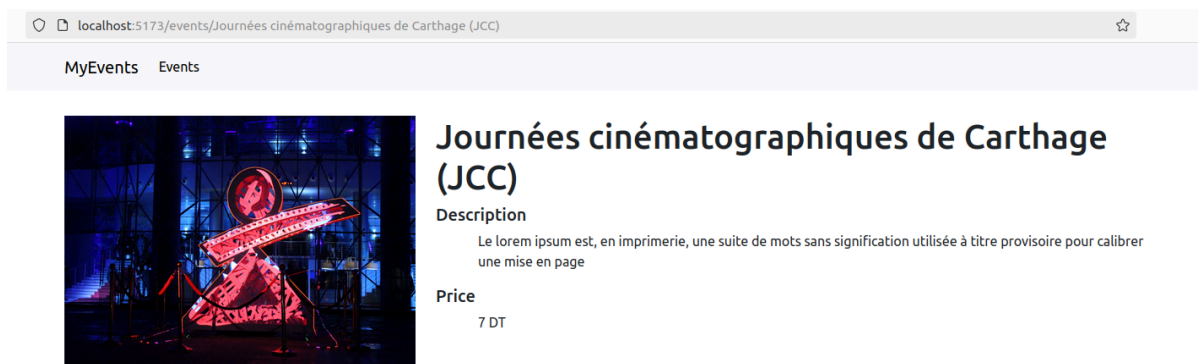 localhost:5173/events/Journées cinématographiques de Carthage (JCC)
MyEvents Events
Journées cinématographiques de Carthage
(JCC)
Description
Le lorem ipsum est, en imprimerie, une suite de mots sans signification utilisée à titre provisoire pour calibrer
une mise en page
Price
7 DT